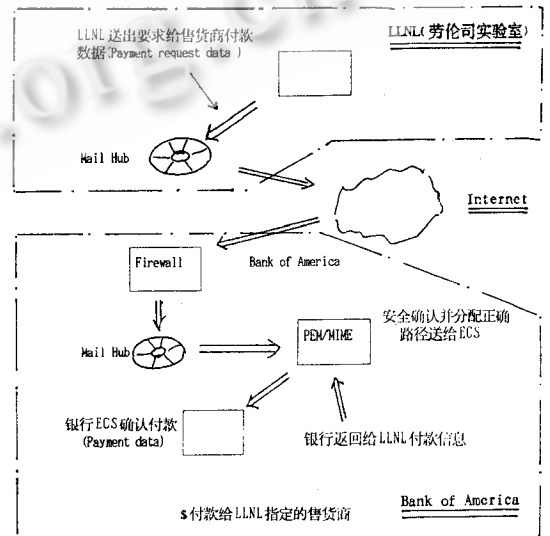 LLNL 送出要求给售货商付款
数据(Payment request data)
LLNL(劳伦司实验室)
Mail Hub
Internet
Firewall
Bank of America
安全确认并分配正确
路径送给ECS
PEM/MIME
Mail Hub
银行ECS确认付款
(Payment data)
银行返回给LLNL付款信息
$付款给LLNL指定的售货商
Bank of America